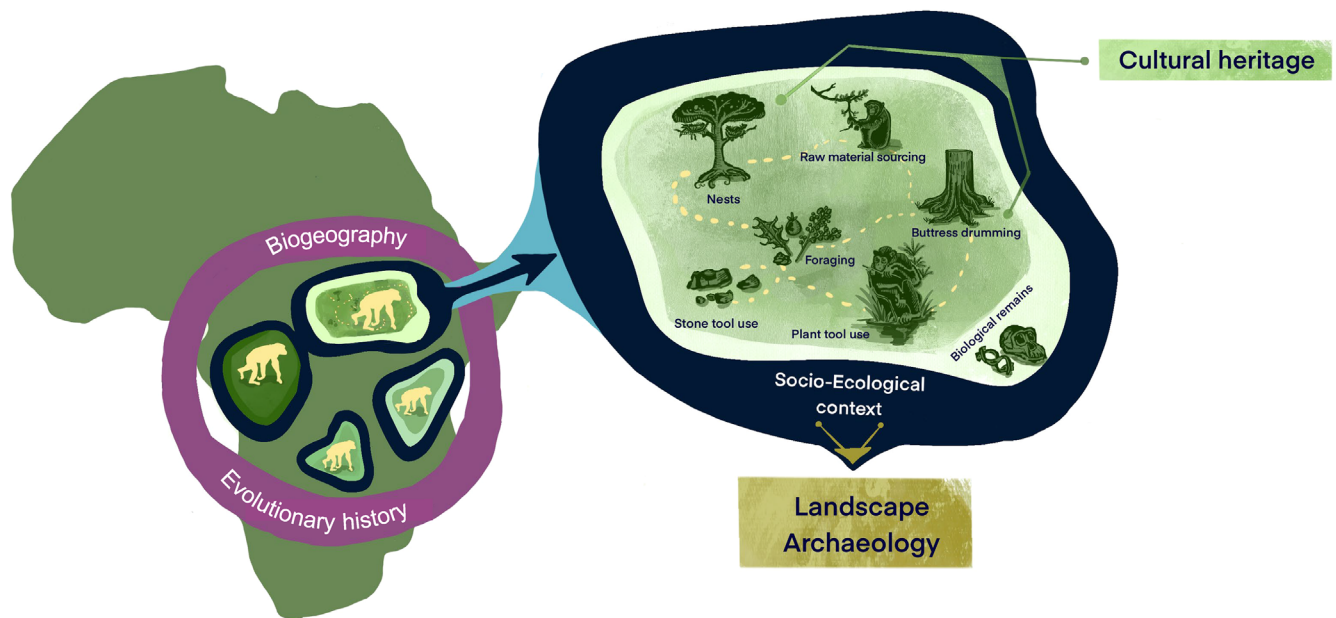 Cultural heritage
Raw material sourcing
Nests
Buttress drumming
Biogeography
Foraging
Stone tool use
Plant tool use
Biological remains
Socio-Ecological
context
Evolutionary history
Landscape
Archaeology